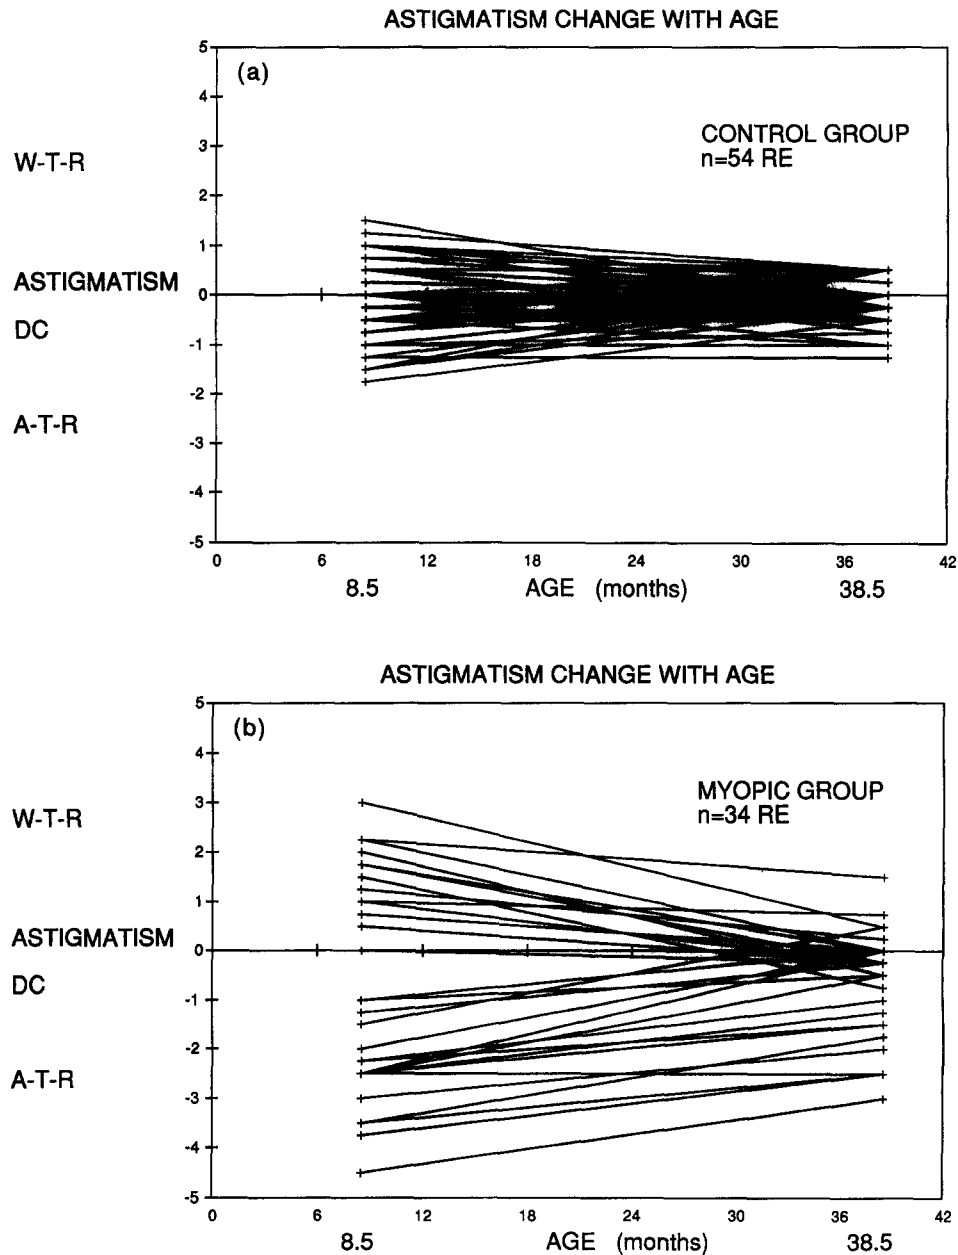 ASTIGMATISM CHANGE WITH AGE
(a)
5
4
3
2
1
0
-1
-2
-3
-4
-5
W-T-R
ASTIGMATISM
DC
A-T-R
CONTROL GROUP
n=54 RE
0 6 12 18 24 30 36 42
8.5 AGE (months) 38.5
ASTIGMATISM CHANGE WITH AGE
(b)
5
4
3
2
1
0
-1
-2
-3
-4
-5
W-T-R
ASTIGMATISM
DC
A-T-R
MYOPIC GROUP
n=34 RE
0 6 12 18 24 30 36 42
8.5 AGE (months) 38.5